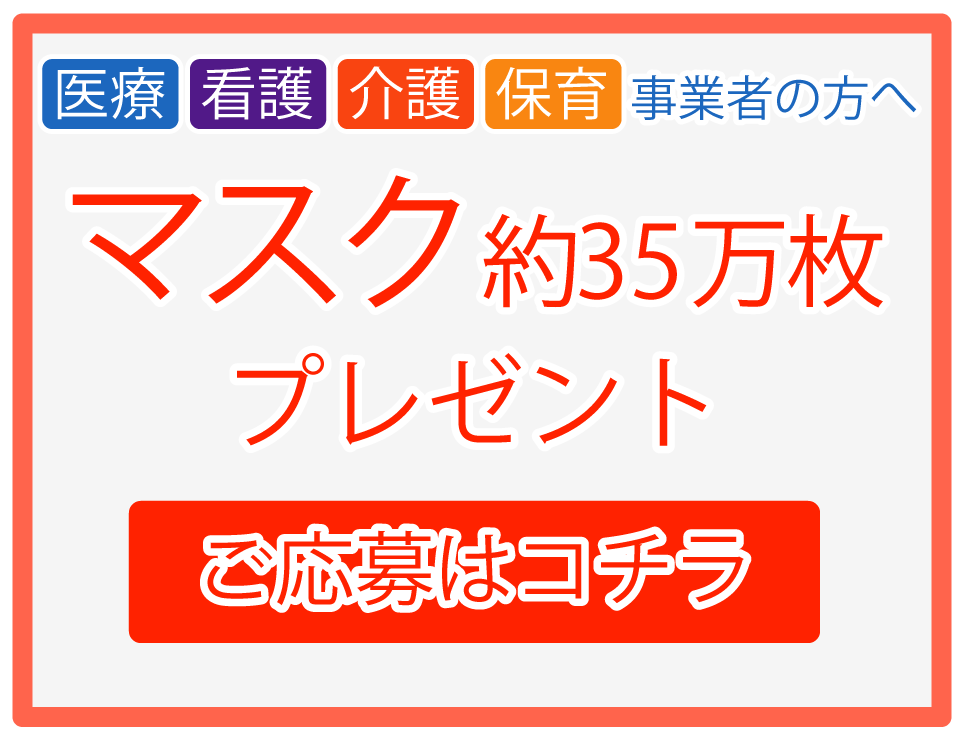 医療 看護 介護 保育 事業者の方へ
マスク約35万枚
プレゼント
ご応募はコチラ